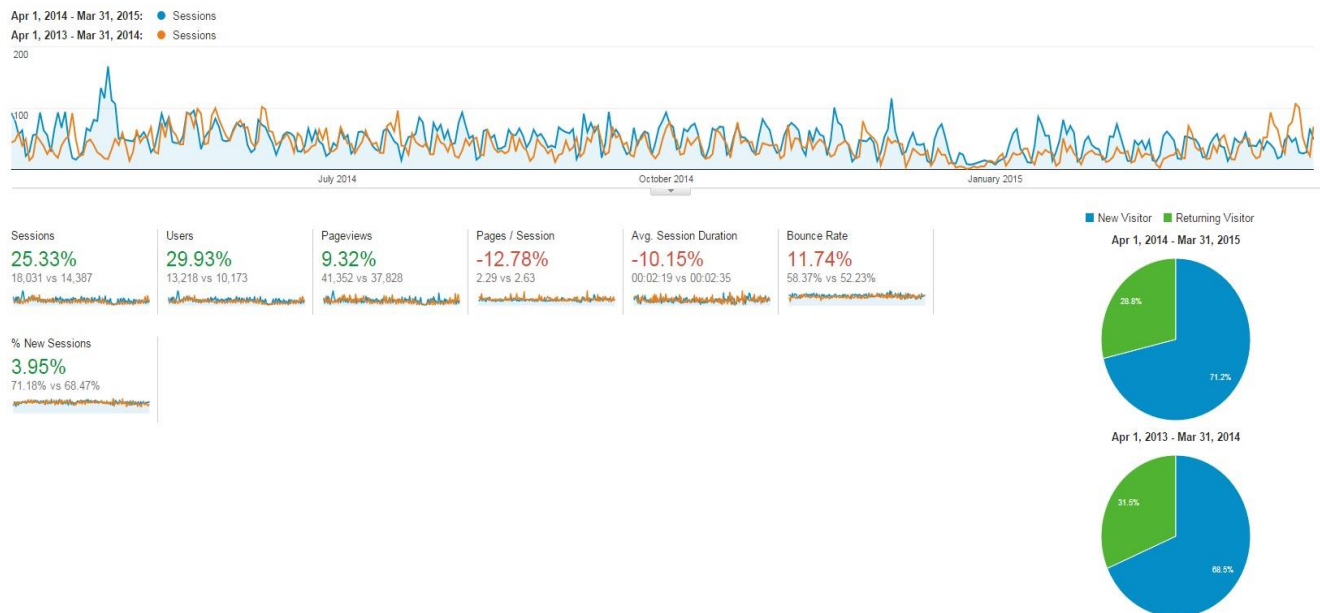 Apr 1, 2014 - Mar 31, 2015: Sessions
Apr 1, 2013 - Mar 31, 2014: Sessions
200
100
July 2014
October 2014
January 2015
Sessions
25.33%
18,031 vs 14,387
Users
29.93%
13,218 vs 10,173
Pageviews
9.32%
41,352 vs 37,828
Pages / Session
-12.78%
2.29 vs 2.63
Avg. Session Duration
-10.15%
00:02:19 vs 00:02:35
Bounce Rate
11.74%
58.37% vs 52.23%
% New Sessions
3.95%
71.18% vs 68.47%
New Visitor Returning Visitor
Apr 1, 2014 - Mar 31, 2015
28.8%
71.2%
Apr 1, 2013 - Mar 31, 2014
31.5%
68.5%